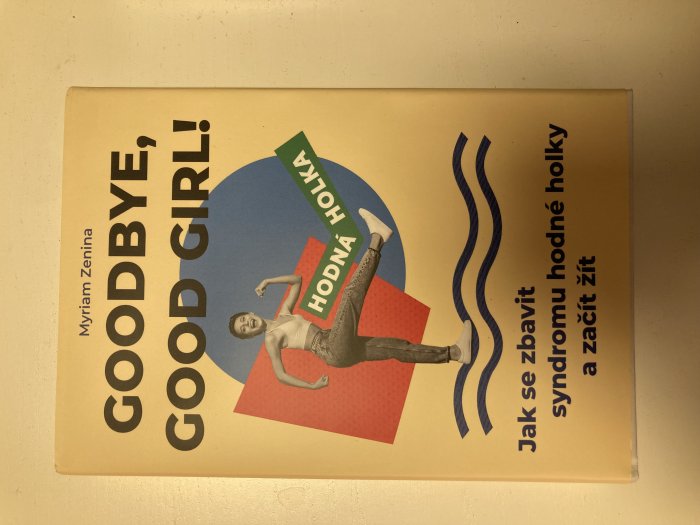 Myriam Zenina
GOODBYE,
GOOD GIRL!
HODNÁ HOLKA
Jak se zbavit
syndromu hodné holky
a začít žít